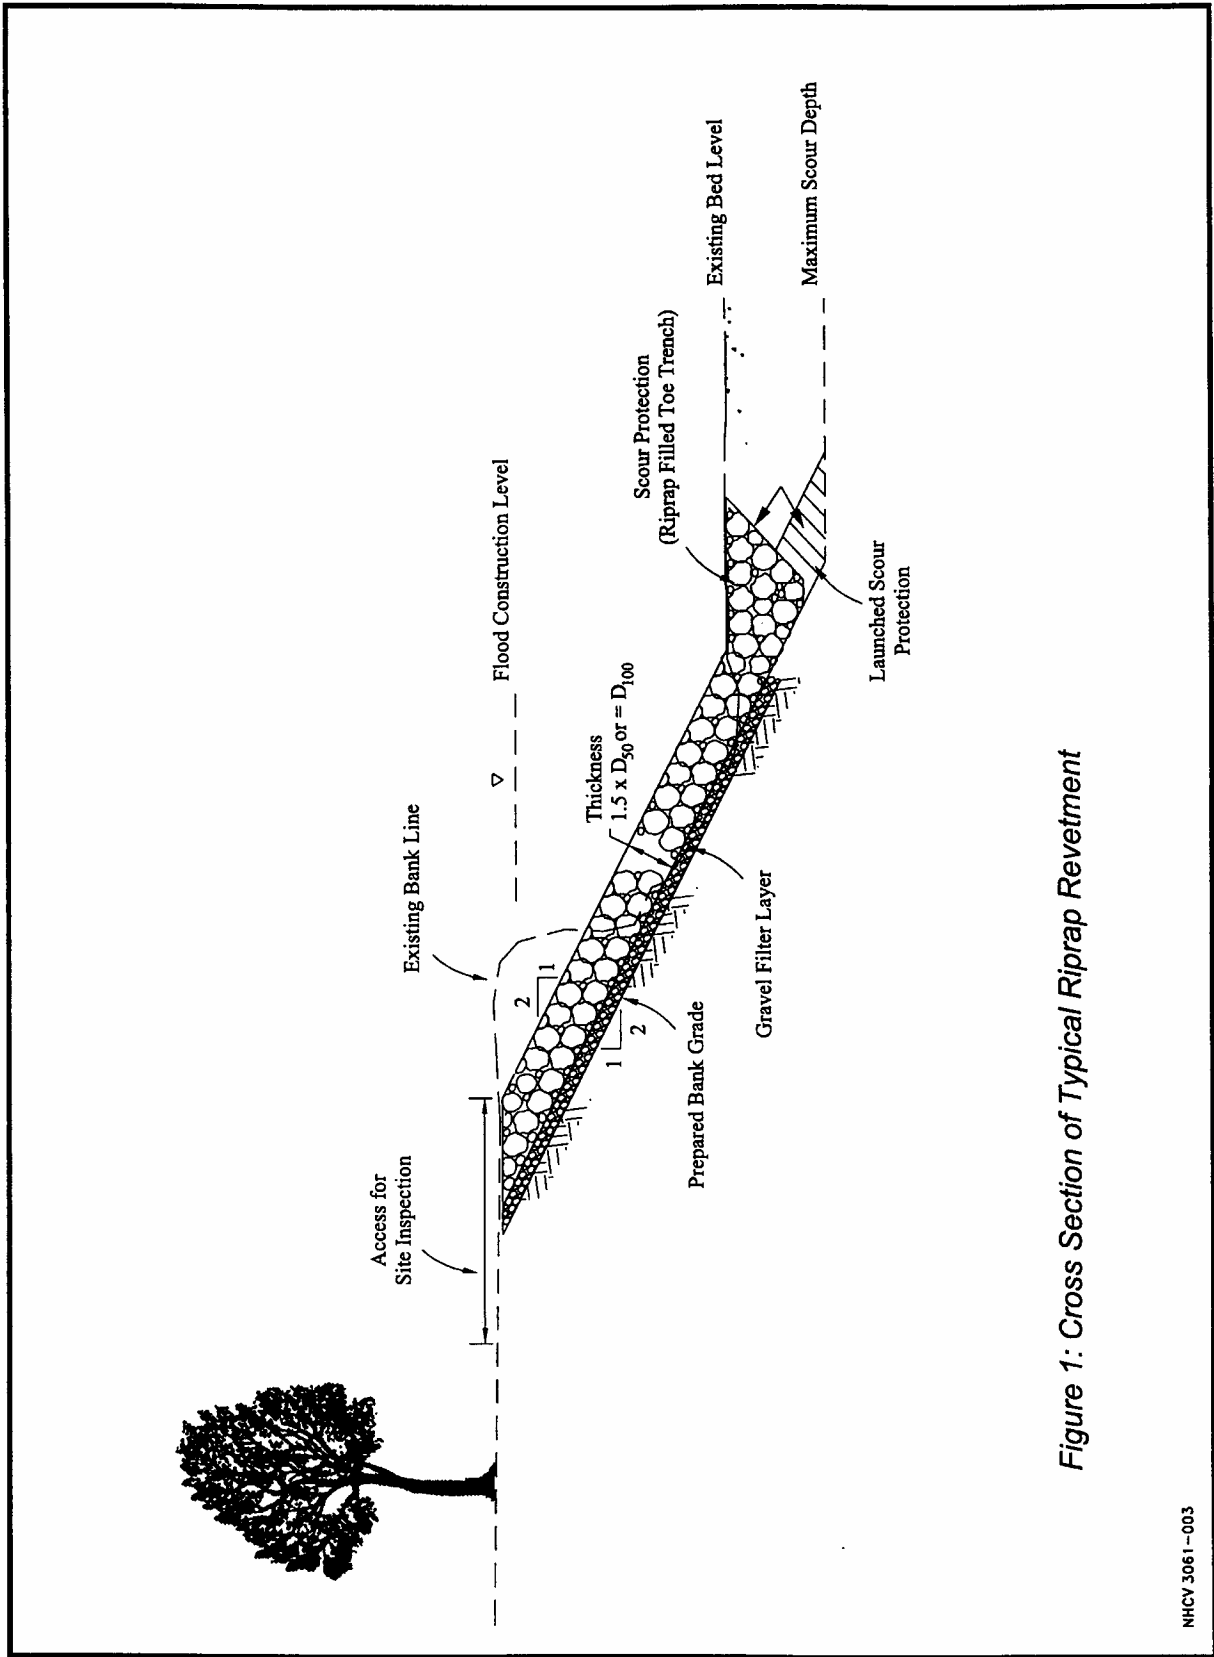 Access for
Site Inspection
Existing Bank Line
Flood Construction Level
2
1
Thickness
1.5 x D50 or = D100
Scour Protection
(Riprap Filled Toe Trench)
Existing Bed Level
Maximum Scour Depth
1
2
Prepared Bank Grade
Gravel Filter Layer
Launched Scour
Protection
Figure 1: Cross Section of Typical Riprap Revetment
NHCV 3061-003